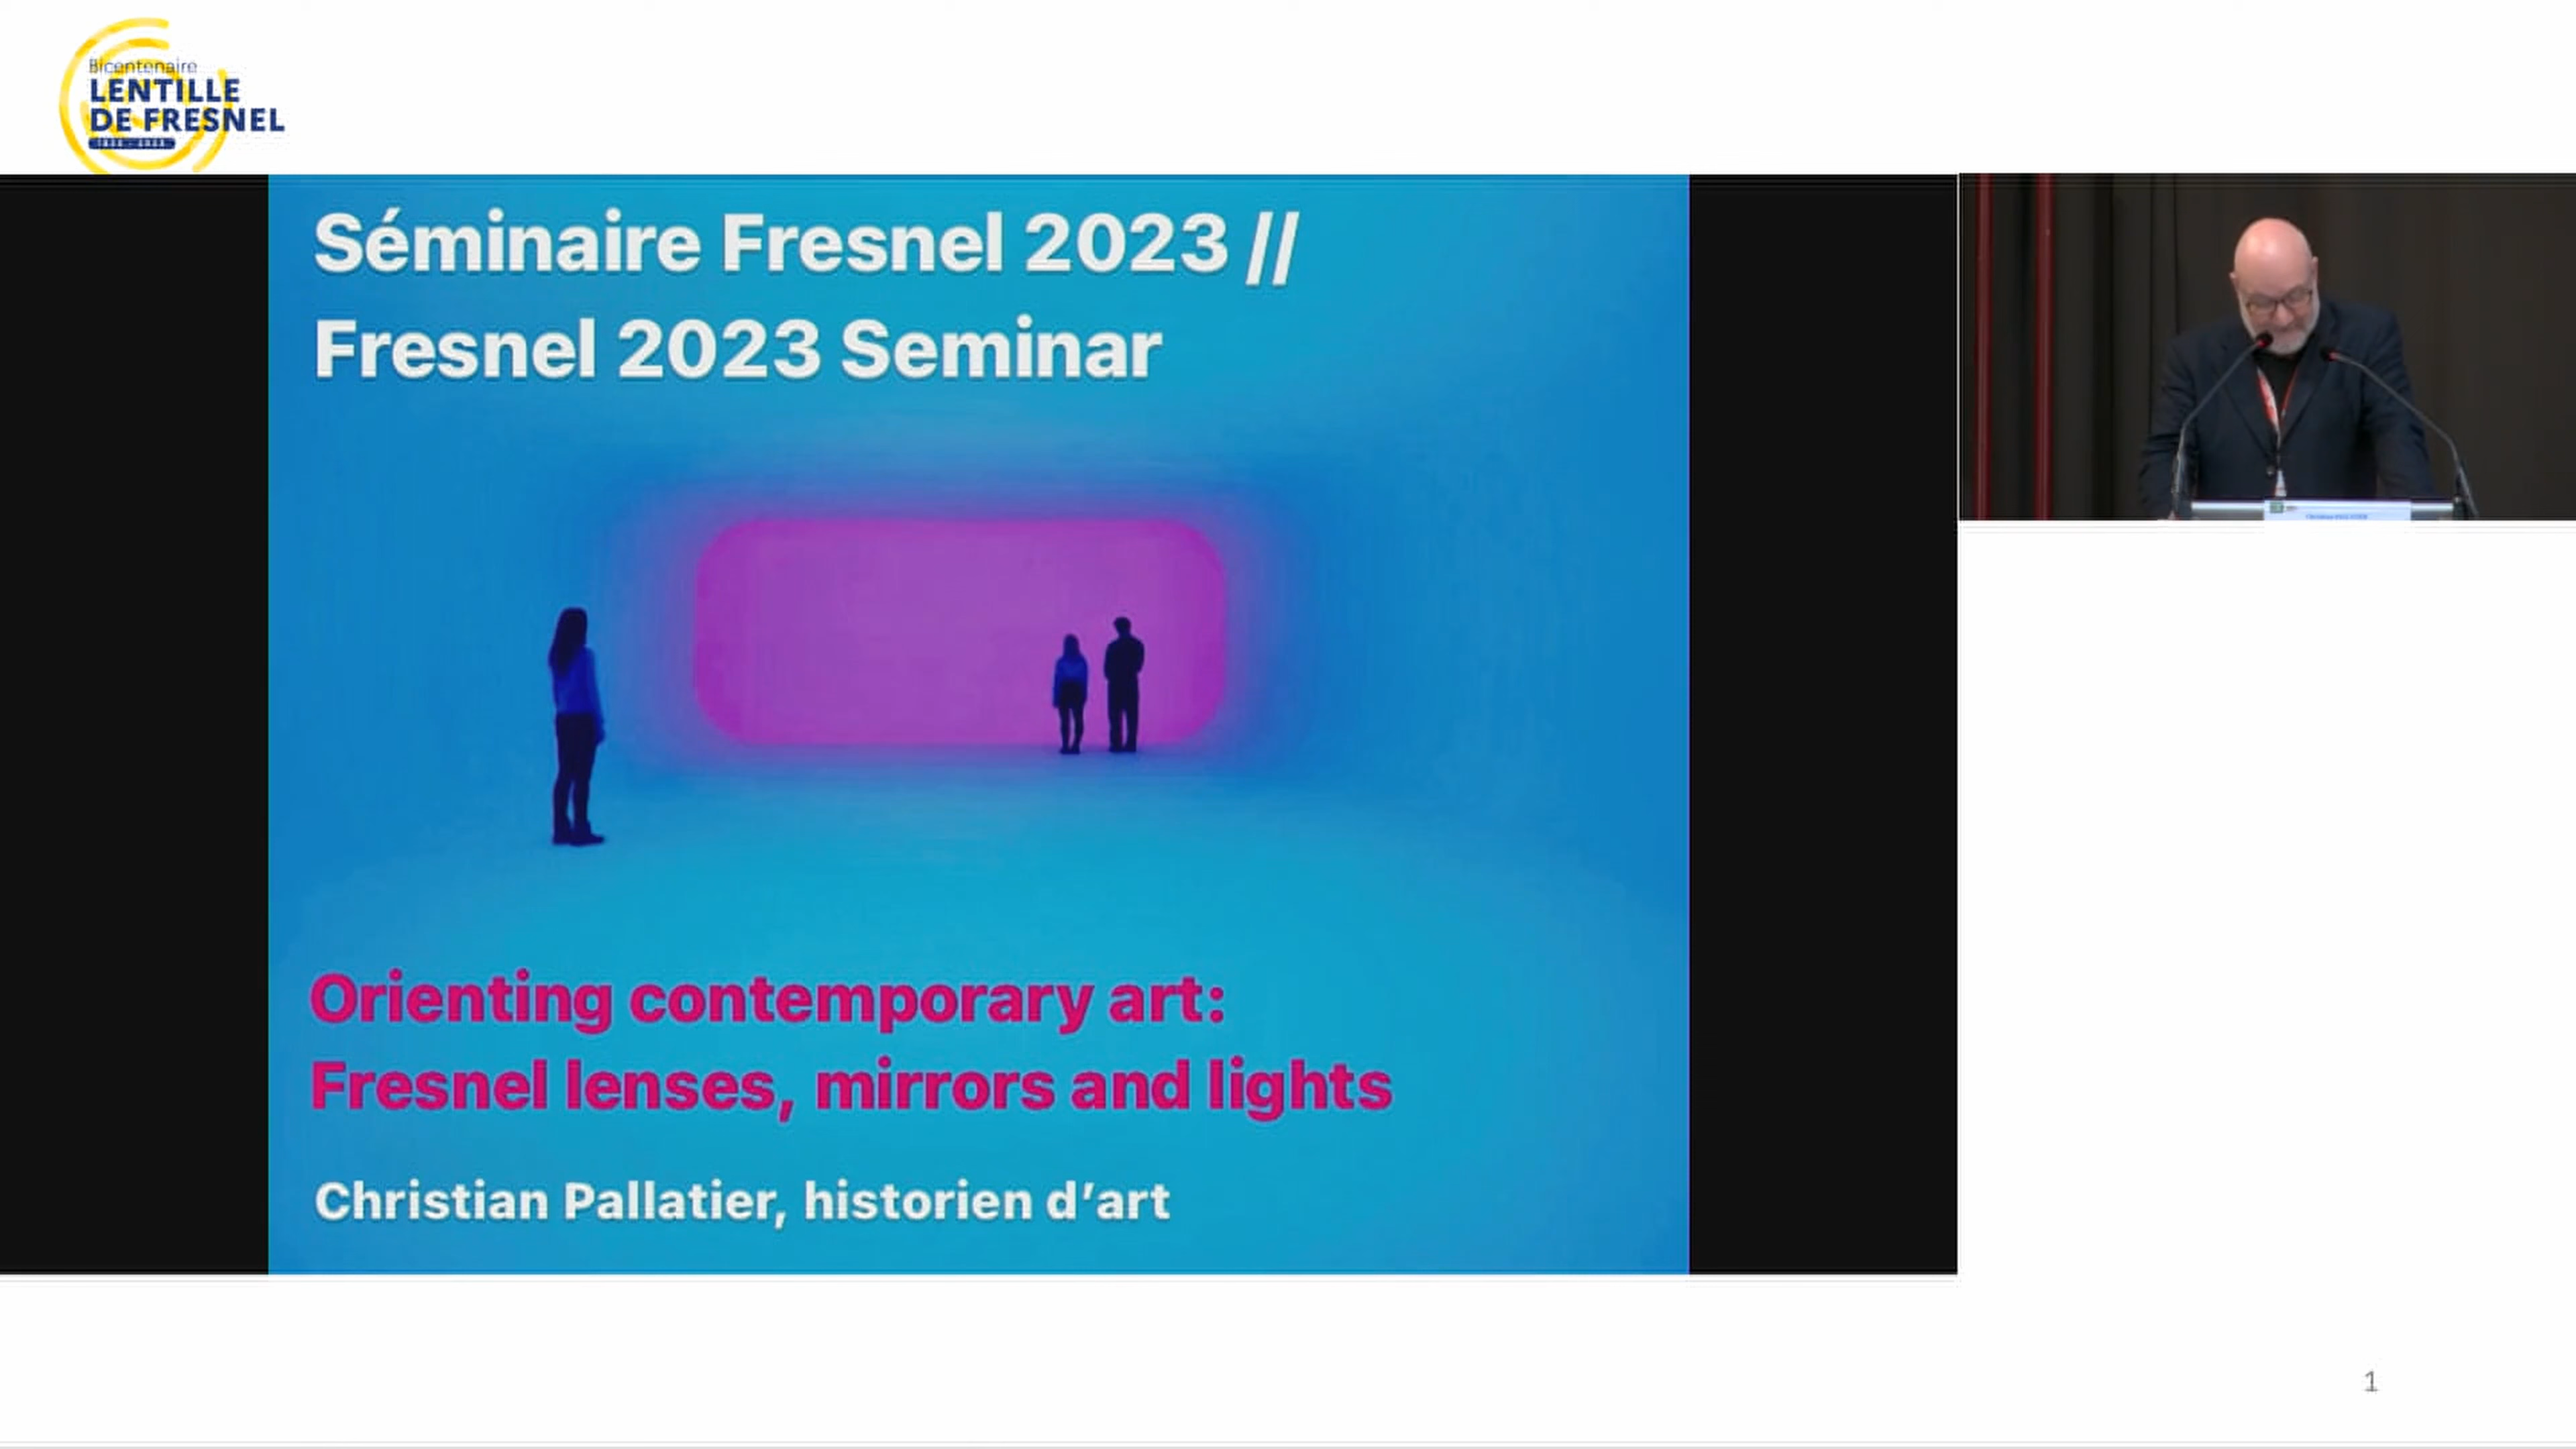 Bicentenaire
LENTILLE
DE FRESNEL
Séminaire Fresnel 2023 //
Fresnel 2023 Seminar
Orienting contemporary art:
Fresnel lenses, mirrors and lights
Christian Pallatier, historien d’art
1